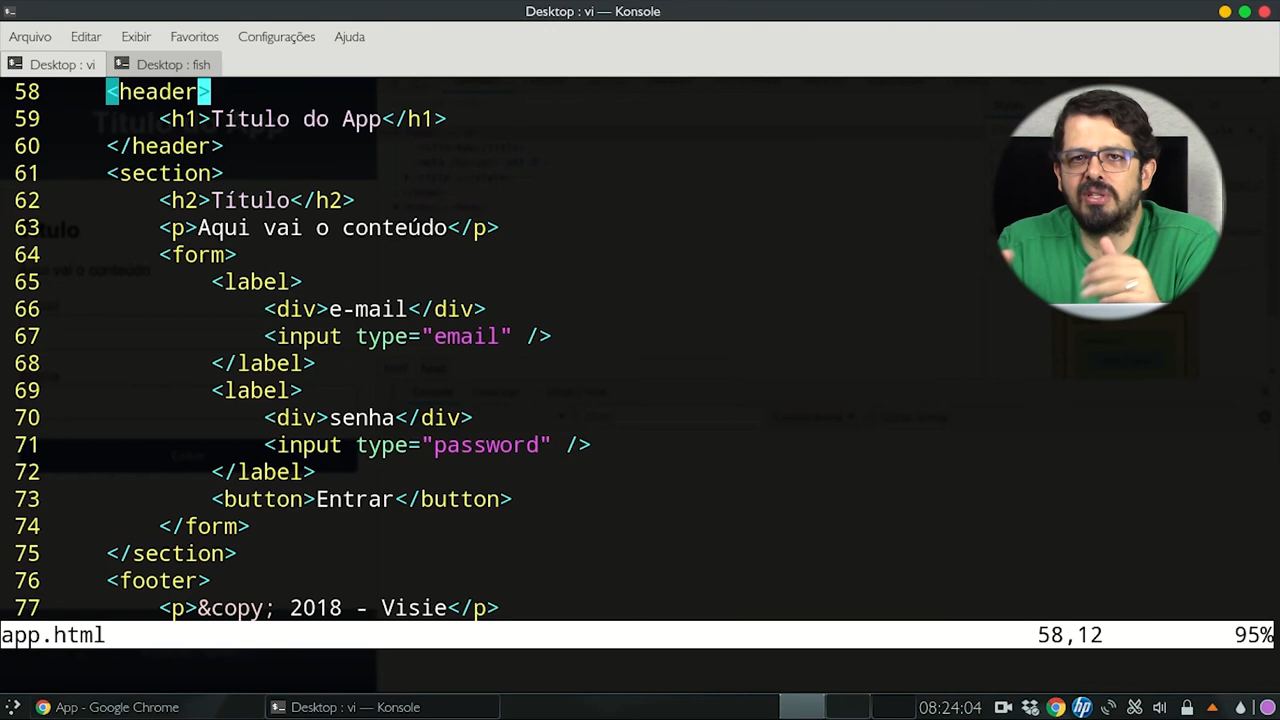 Desktop : vi — Konsole
Arquivo Editar Exibir Favoritos Configurações Ajuda
Desktop : vi Desktop : fish
58 <header>
59 <h1>Título do App</h1>
60 </header>
61 <section>
62 <h2>Título</h2>
63 <p>Aqui vai o conteúdo</p>
64 <form>
65 <label>
66 <div>e-mail</div>
67 <input type="email" />
68 </label>
69 <label>
70 <div>senha</div>
71 <input type="password" />
72 </label>
73 <button>Entrar</button>
74 </form>
75 </section>
76 <footer>
77 <p>&copy; 2018 - Visie</p>
app.html 58,12 95%
App - Google Chrome Desktop : vi — Konsole 08:24:04 hp